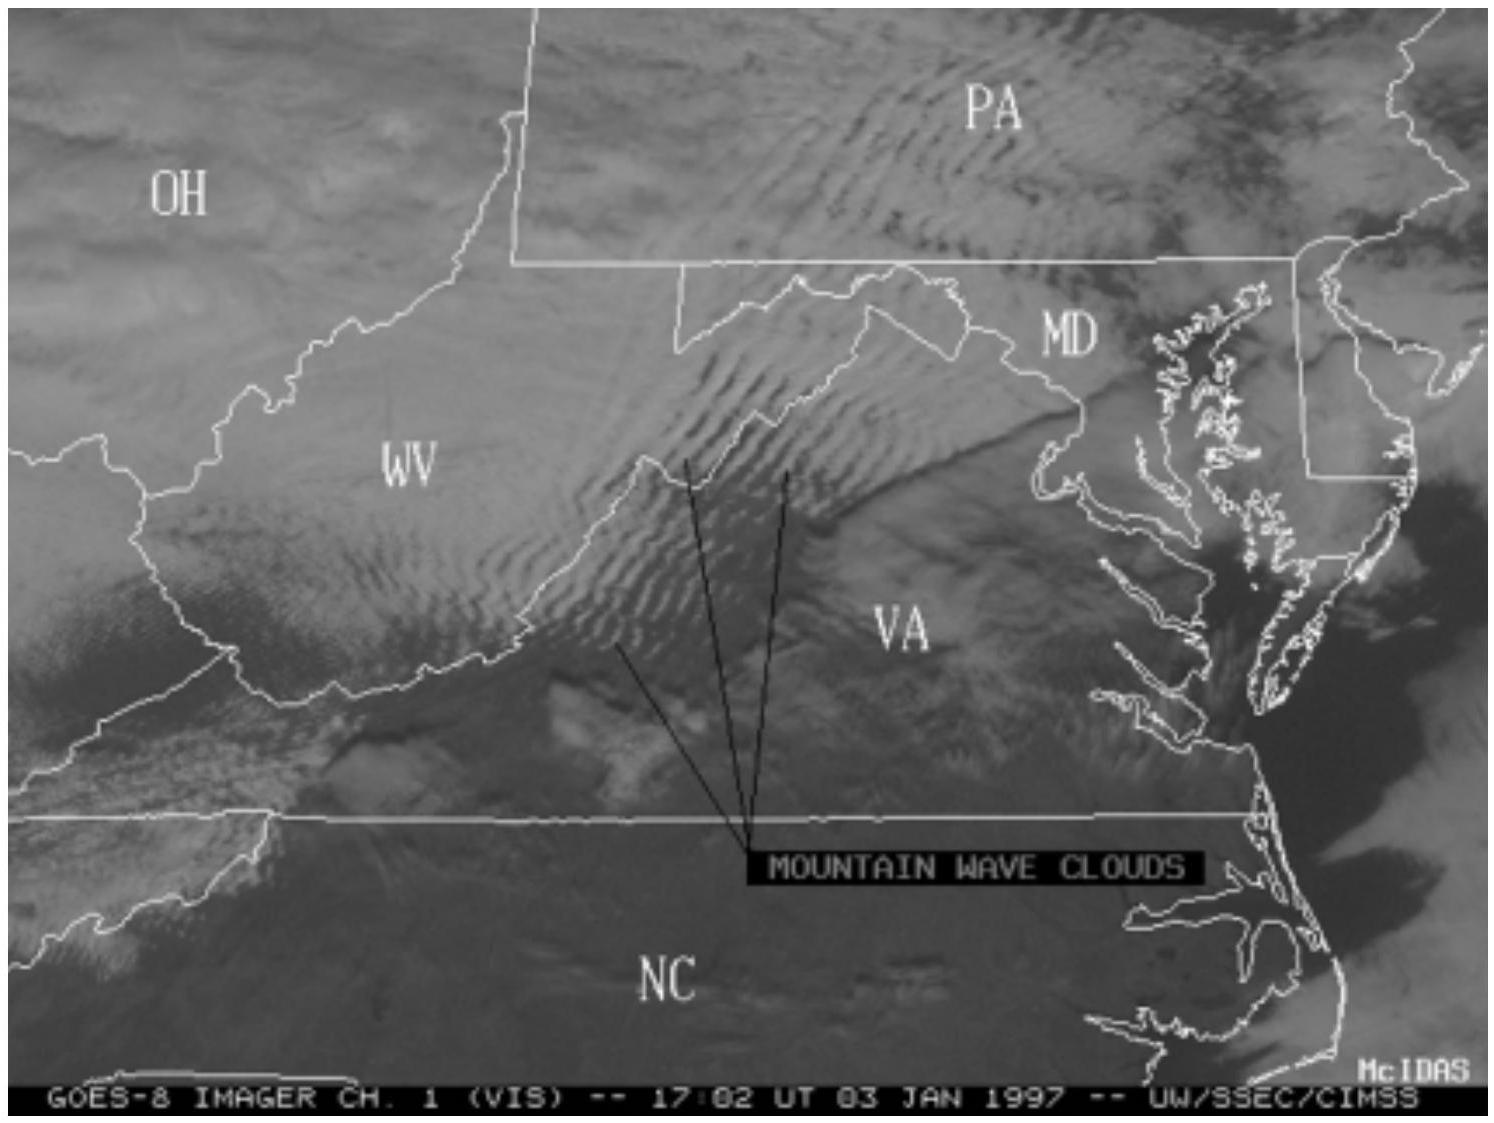 PA
OH
MD
WV
VA
MOUNTAIN WAVE CLOUDS
NC
McIDAS
GOES-8 IMAGER CH. 1 (VIS) -- 17:02 UT 03 JAN 1997 -- UW/SSEC/CIMSS